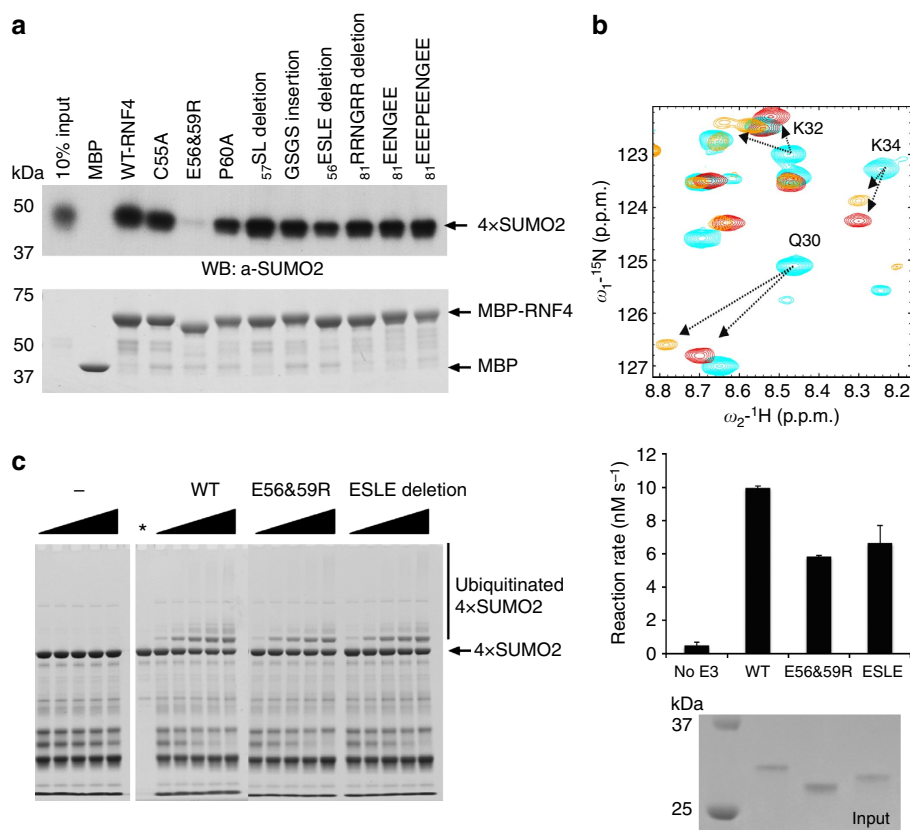 a
10% input
MBP
WT-RNF4
C55A
E56&59R
P60A
57SL deletion
GSGS insertion
56ESLE deletion
81RRNGRR deletion
81EENGEE
81EEEPEENGEE
kDa
50
37
4×SUMO2
WB: a-SUMO2
75
50
37
MBP-RNF4
MBP
b
K32
K34
Q30
123
124
125
126
127
ω1-15N (p.p.m.)
8.8 8.7 8.6 8.5 8.4 8.3 8.2
ω2-1H (p.p.m.)
c
– WT E56&59R ESLE deletion
*
Ubiquitinated
4×SUMO2
4×SUMO2
Reaction rate (nM s−1)
12
10
8
6
4
2
0
No E3 WT E56&59R ESLE
kDa
37
25
Input